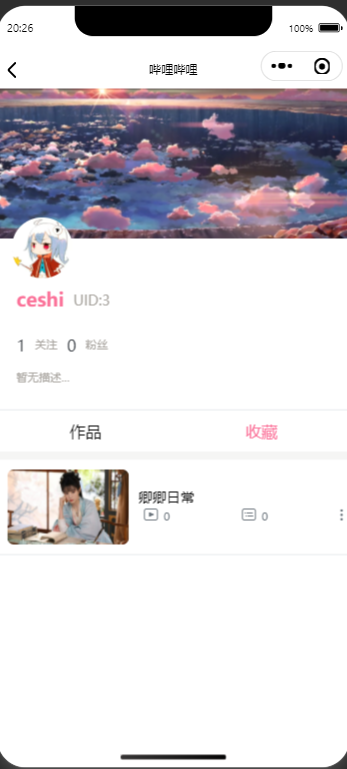 20:26 100%
哔哩哔哩
ceshi UID:3
1 关注 0 粉丝
暂无描述...
作品 收藏
卿卿日常
0 0